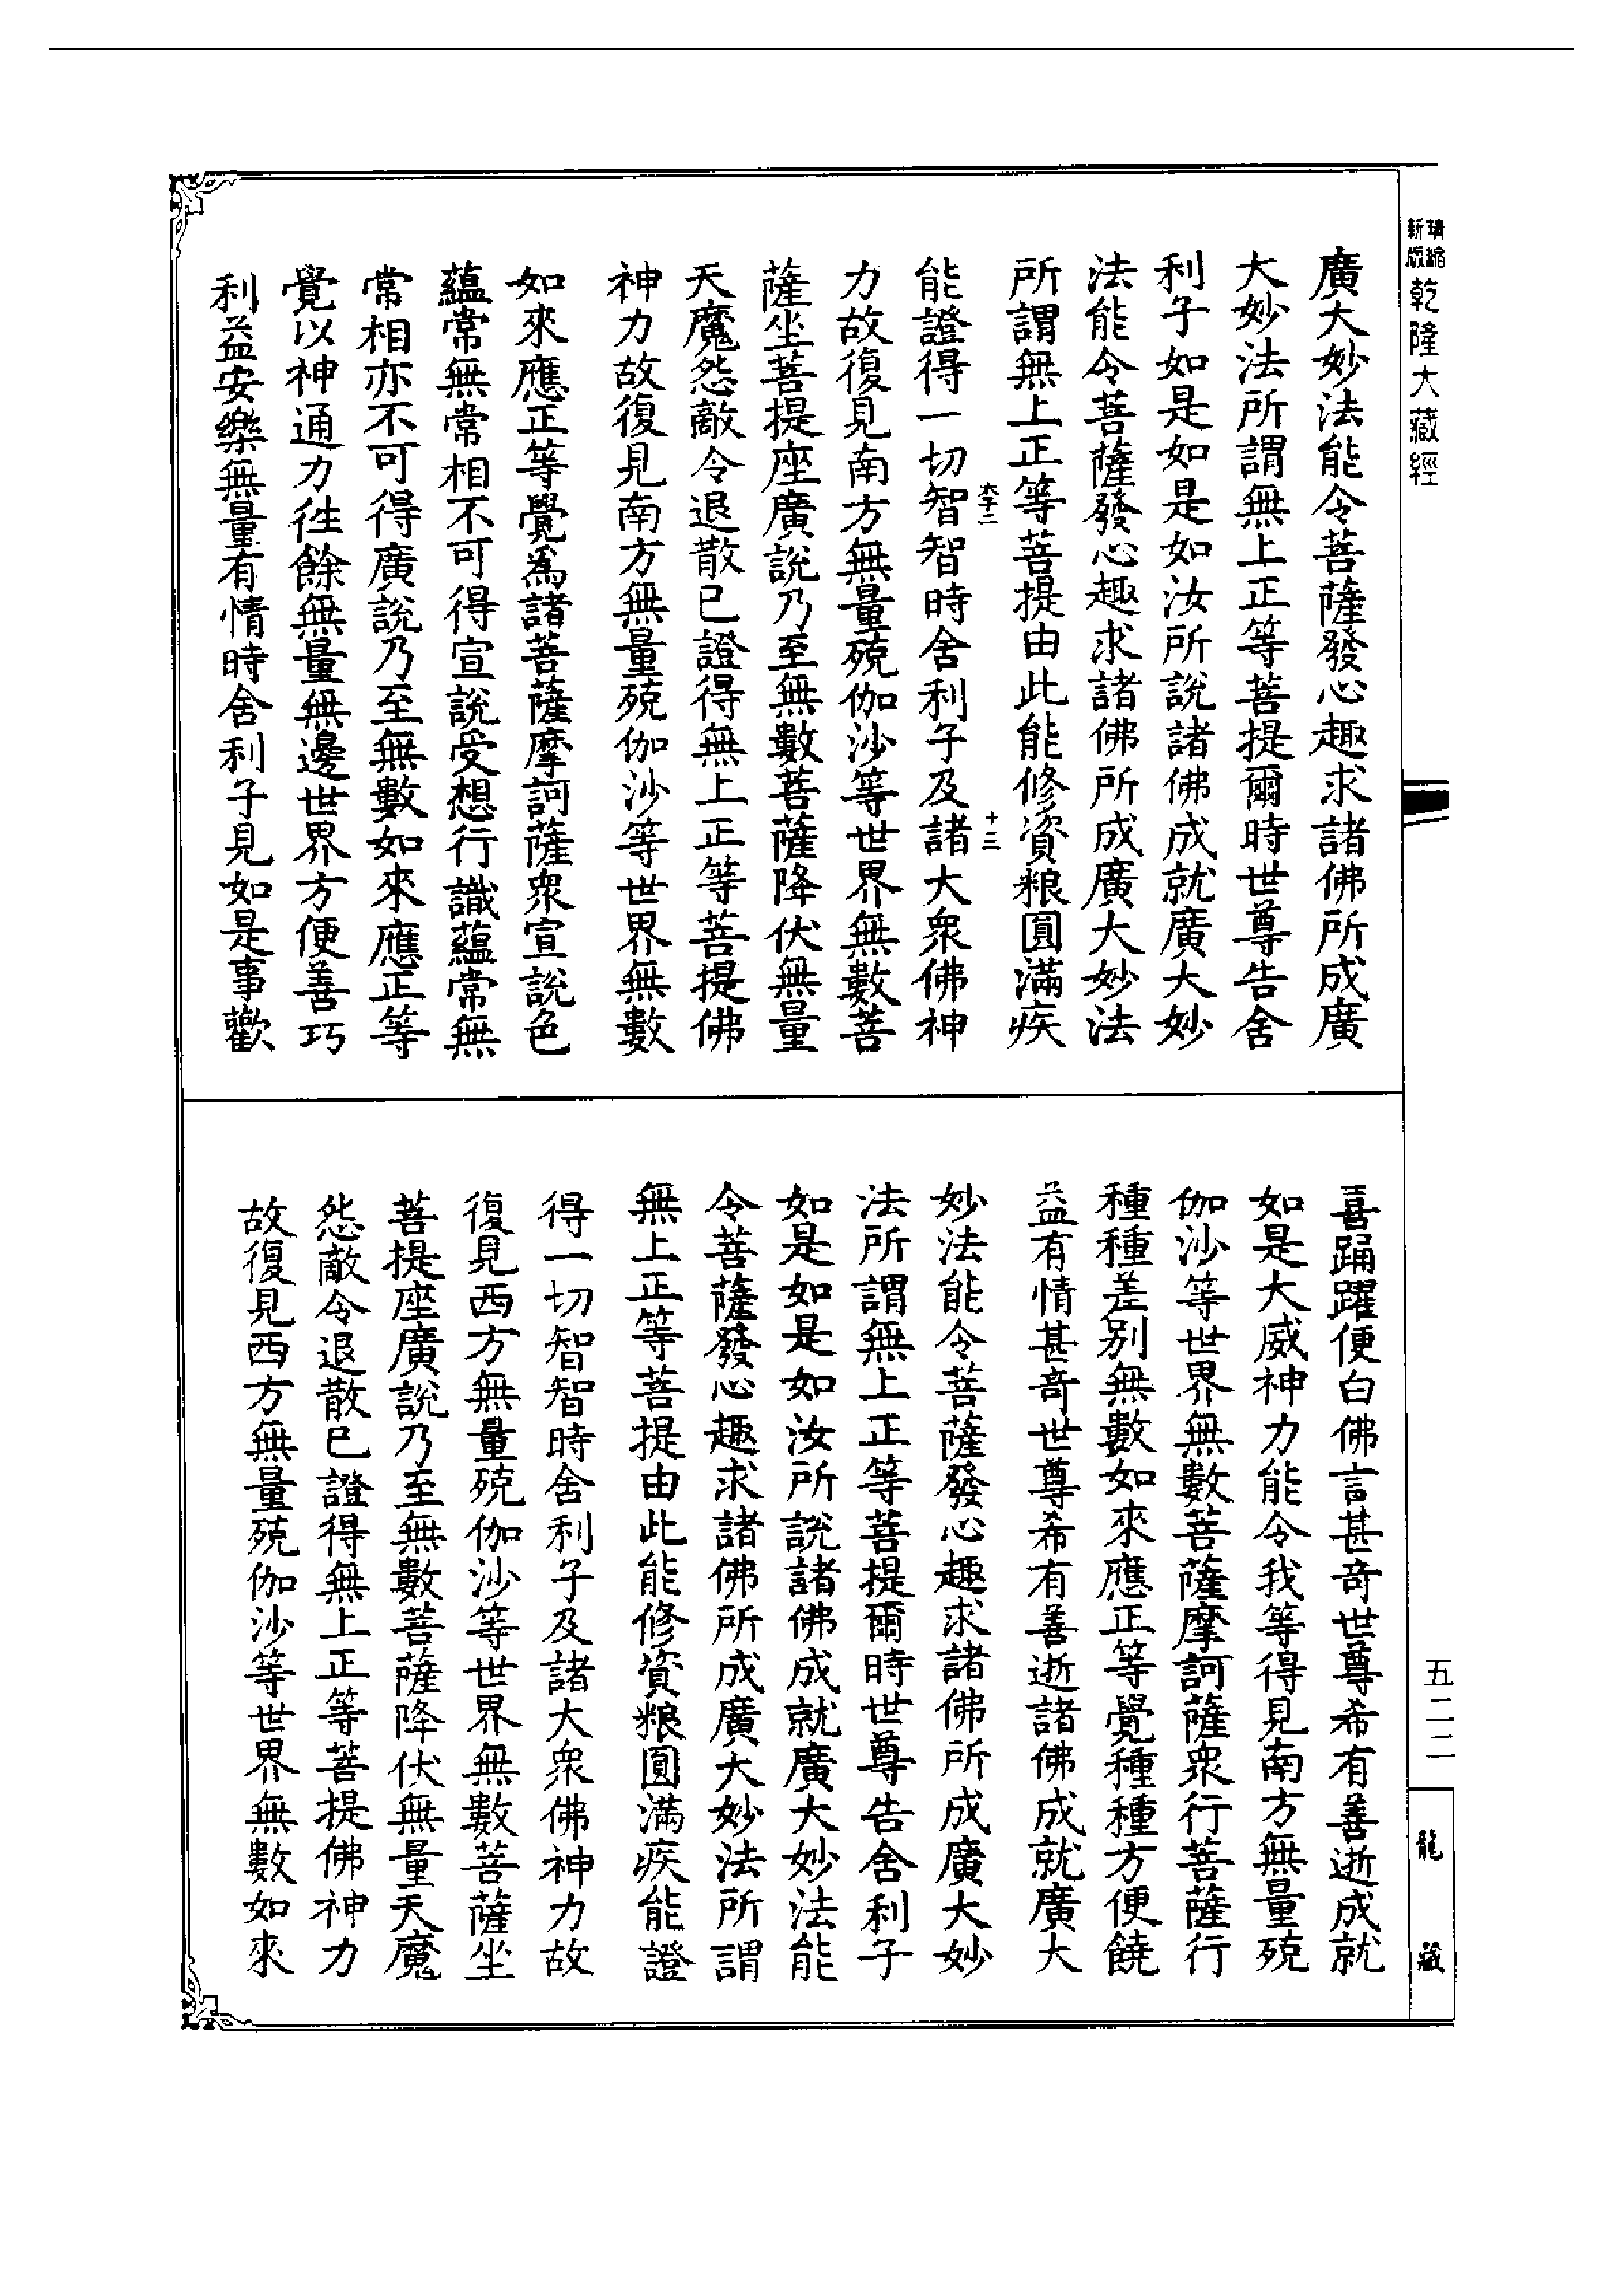 精縮新版乾隆大藏經
廣大妙法能令菩薩發心趣求諸佛所成廣
大妙法所謂無上正等菩提爾時世尊告舍
利子如是如是如汝所說諸佛成就廣大妙
法能令菩薩發心趣求諸佛所成廣大妙法
所謂無上正等菩提由此能修資粮圓滿疾
十三
能證得一切智智時舍利子及諸大眾佛神
力故復見南方無量殑伽沙等世界無數菩
薩坐菩提座廣說乃至無數菩薩降伏無量
天魔怨敵令退散已證得無上正等菩提佛
神力故復見南方無量殑伽沙等世界無數
如來應正等覺為諸菩薩摩訶薩眾宣說色
蘊常無常相不可得宣說受想行識蘊常無
常相亦不可得廣說乃至無數如來應正等
覺以神通力徃餘無量無邊世界方便善巧
利益安樂無量有情時舍利子見如是事歡
喜踊躍便白佛言甚奇世尊希有善逝成就
如是大威神力能令我等得見南方無量殑
伽沙等世界無數菩薩摩訶薩眾行菩薩行
種種差別無數如來應正等覺種種方便饒
益有情甚奇世尊希有善逝諸佛成就廣大
妙法能令菩薩發心趣求諸佛所成廣大妙
法所謂無上正等菩提爾時世尊告舍利子
如是如是如汝所說諸佛成就廣大妙法能
令菩薩發心趣求諸佛所成廣大妙法所謂
無上正等菩提由此能修資粮圓滿疾能證
得一切智智時舍利子及諸大眾佛神力故
復見西方無量殑伽沙等世界無數菩薩坐
菩提座廣說乃至無數菩薩降伏無量天魔
怨敵令退散已證得無上正等菩提佛神力
故復見西方無量殑伽沙等世界無數如來
五二二
龍藏